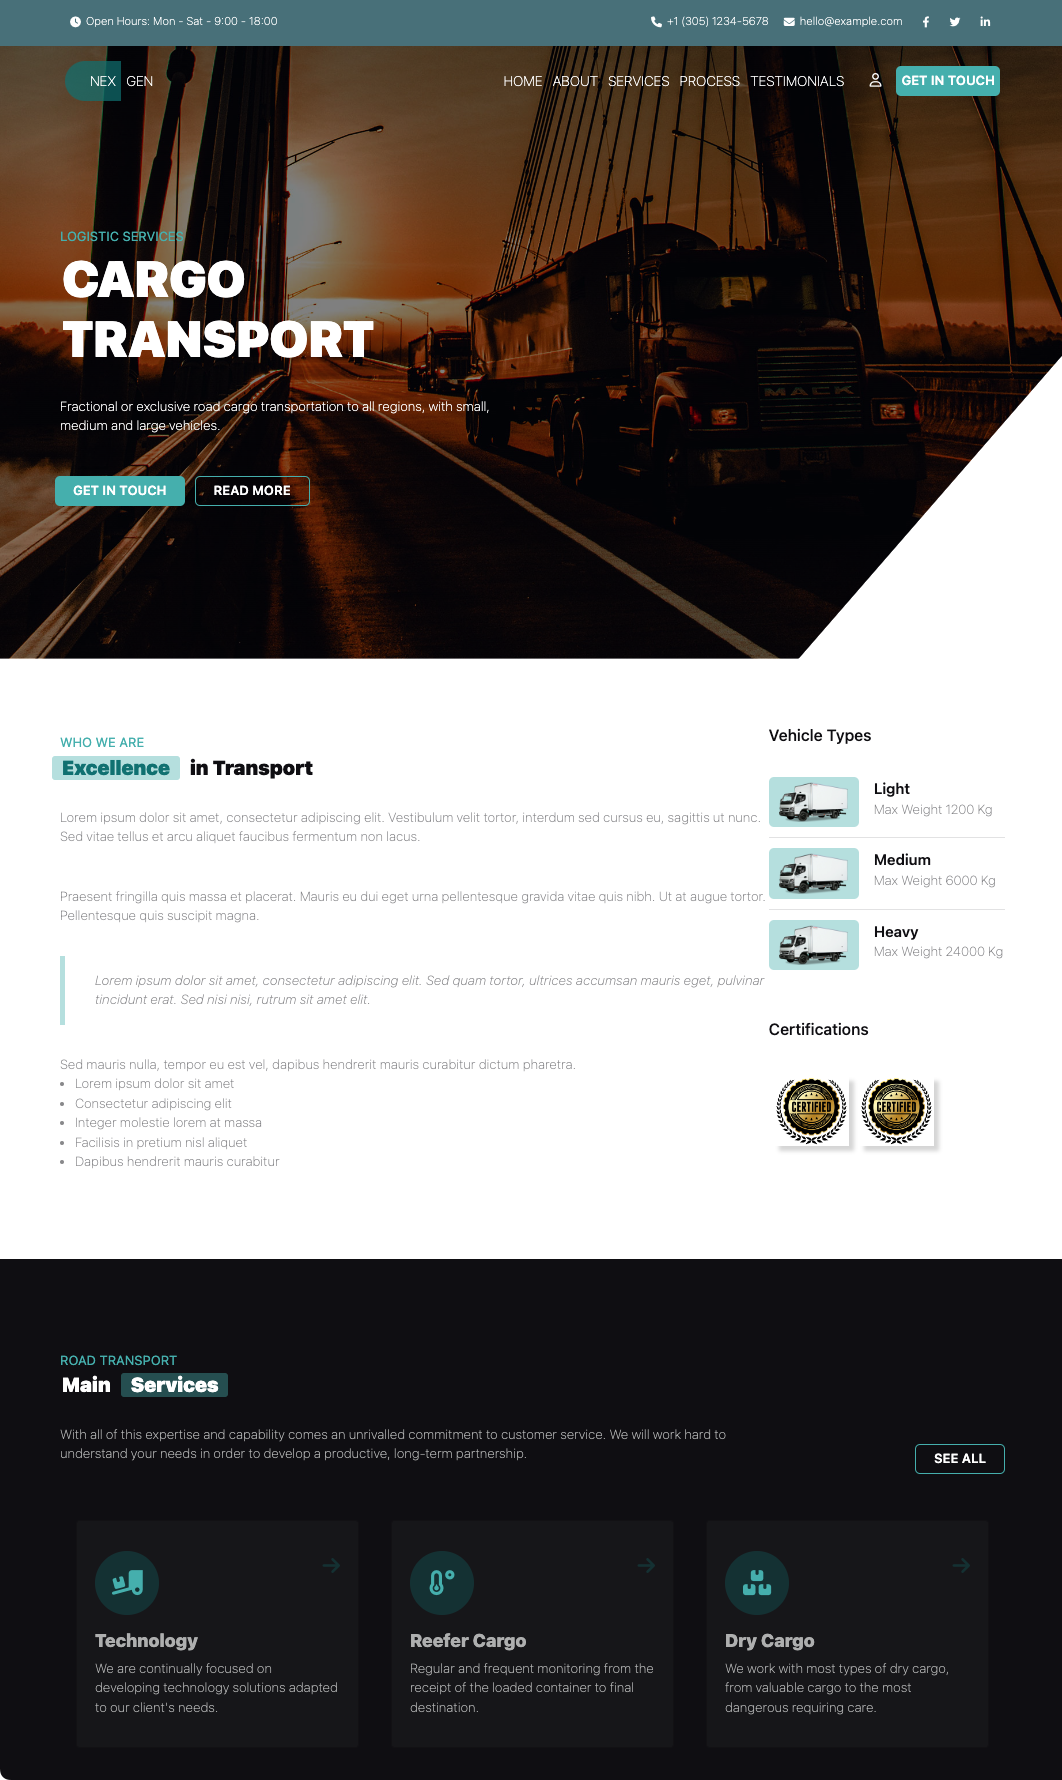 Open Hours: Mon - Sat - 9:00 - 18:00
+1 (305) 1234-5678
hello@example.com
NEX GEN
HOME ABOUT SERVICES PROCESS TESTIMONIALS
GET IN TOUCH
LOGISTIC SERVICES
CARGO
TRANSPORT
MACK
Fractional or exclusive road cargo transportation to all regions, with small,
medium and large vehicles.
GET IN TOUCH
READ MORE
WHO WE ARE
Excellence in Transport
Lorem ipsum dolor sit amet, consectetur adipiscing elit. Vestibulum velit tortor, interdum sed cursus eu, sagittis ut nunc.
Sed vitae tellus et arcu aliquet faucibus fermentum non lacus.
Praesent fringilla quis massa et placerat. Mauris eu dui eget urna pellentesque gravida vitae quis nibh. Ut at augue tortor.
Pellentesque quis suscipit magna.
Lorem ipsum dolor sit amet, consectetur adipiscing elit. Sed quam tortor, ultrices accumsan mauris eget, pulvinar
tincidunt erat. Sed nisi nisi, rutrum sit amet elit.
Sed mauris nulla, tempor eu est vel, dapibus hendrerit mauris curabitur dictum pharetra.
• Lorem ipsum dolor sit amet
• Consectetur adipiscing elit
• Integer molestie lorem at massa
• Facilisis in pretium nisl aliquet
• Dapibus hendrerit mauris curabitur
Vehicle Types
Light
Max Weight 1200 Kg
Medium
Max Weight 6000 Kg
Heavy
Max Weight 24000 Kg
Certifications
CERTIFIED
CERTIFIED
ROAD TRANSPORT
Main Services
With all of this expertise and capability comes an unrivalled commitment to customer service. We will work hard to
understand your needs in order to develop a productive, long-term partnership.
SEE ALL
Technology
We are continually focused on
developing technology solutions adapted
to our client's needs.
Reefer Cargo
Regular and frequent monitoring from the
receipt of the loaded container to final
destination.
Dry Cargo
We work with most types of dry cargo,
from valuable cargo to the most
dangerous requiring care.